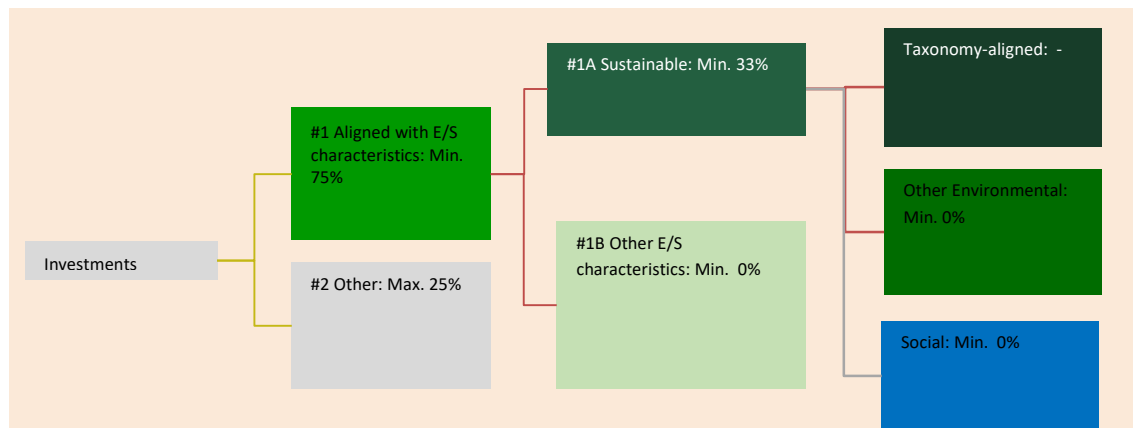 Investments
#1 Aligned with E/S
characteristics: Min.
75%
#2 Other: Max. 25%
#1A Sustainable: Min. 33%
#1B Other E/S
characteristics: Min. 0%
Taxonomy-aligned: -
Other Environmental:
Min. 0%
Social: Min. 0%